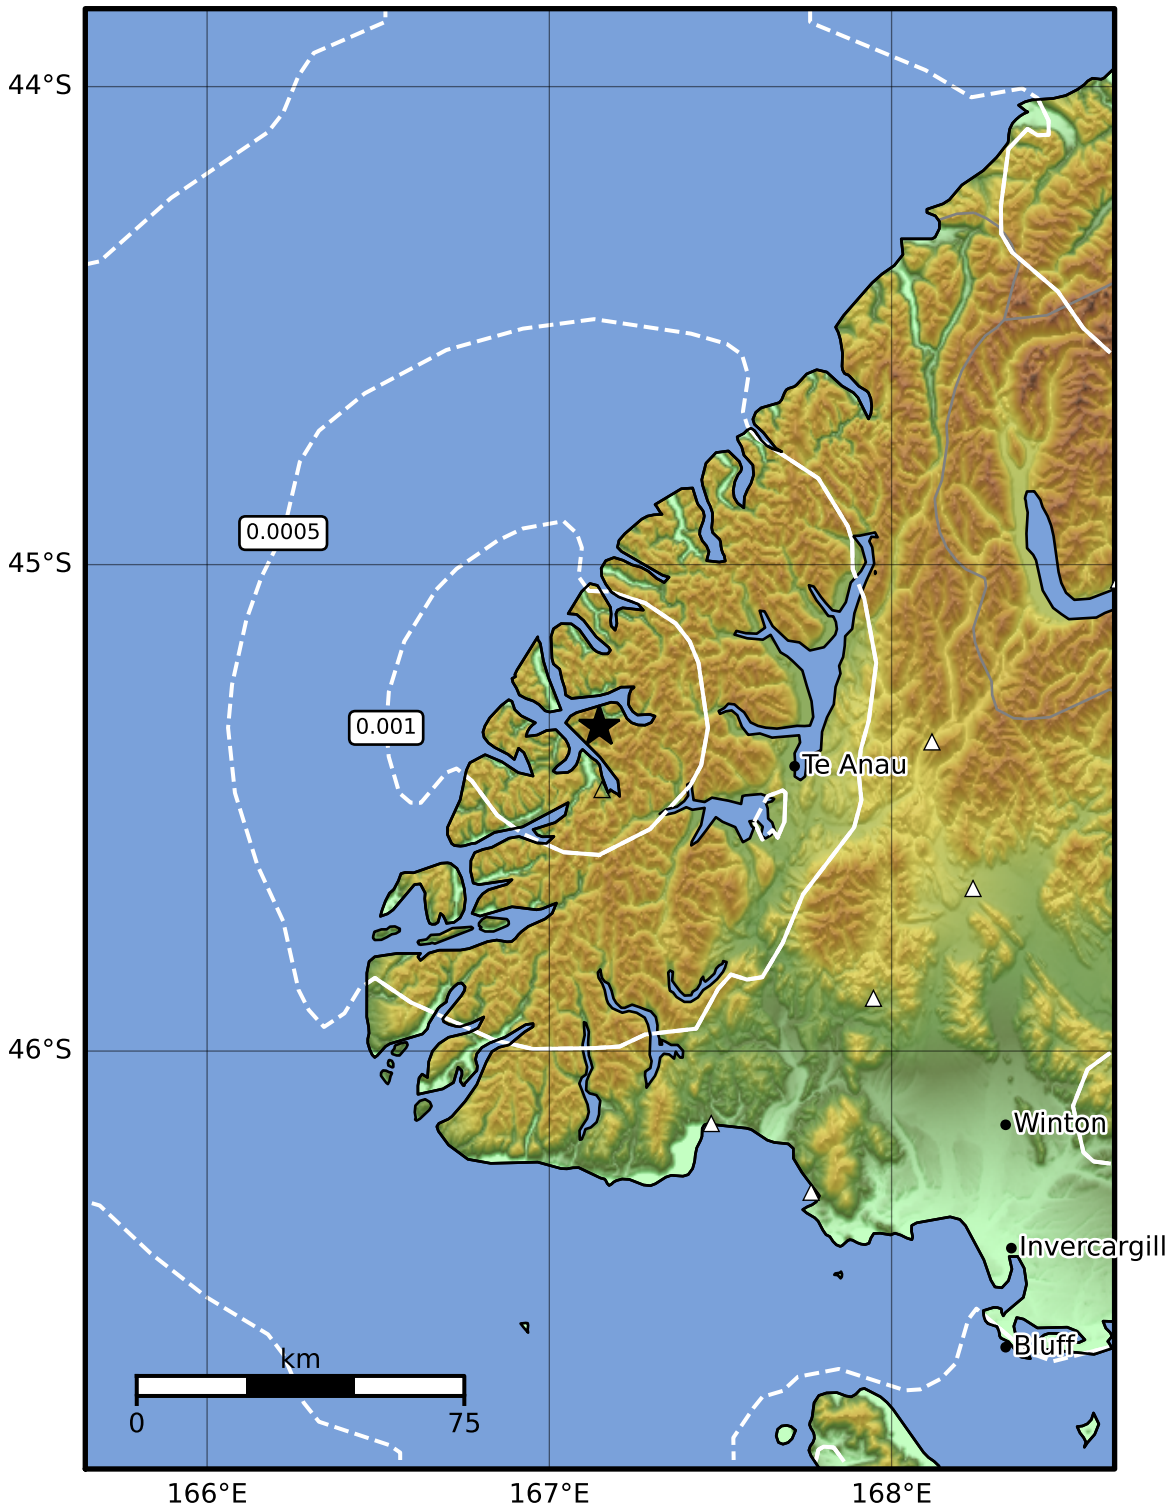 44°S
0.0005
45°S
0.001
Te Anau
46°S
Winton
Invercargill
Bluff
km
0 75
166°E 167°E 168°E